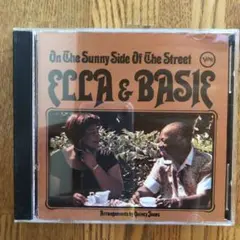 On The Sunny Side Of The Street
Verve
ELLA & BASIE
Arrangements by Quincy Jones